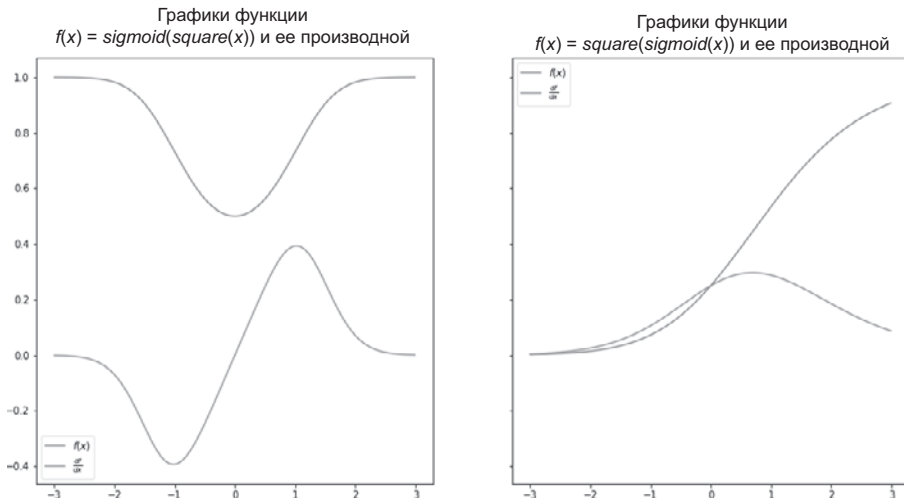 Графики функции
f(x) = sigmoid(square(x)) и ее производной
1.0
0.8
0.6
0.4
0.2
0.0
−0.2
−0.4
f(x)
df
dx
−3
−2
−1
0
1
2
3
Графики функции
f(x) = square(sigmoid(x)) и ее производной
f(x)
df
dx
−3
−2
−1
0
1
2
3